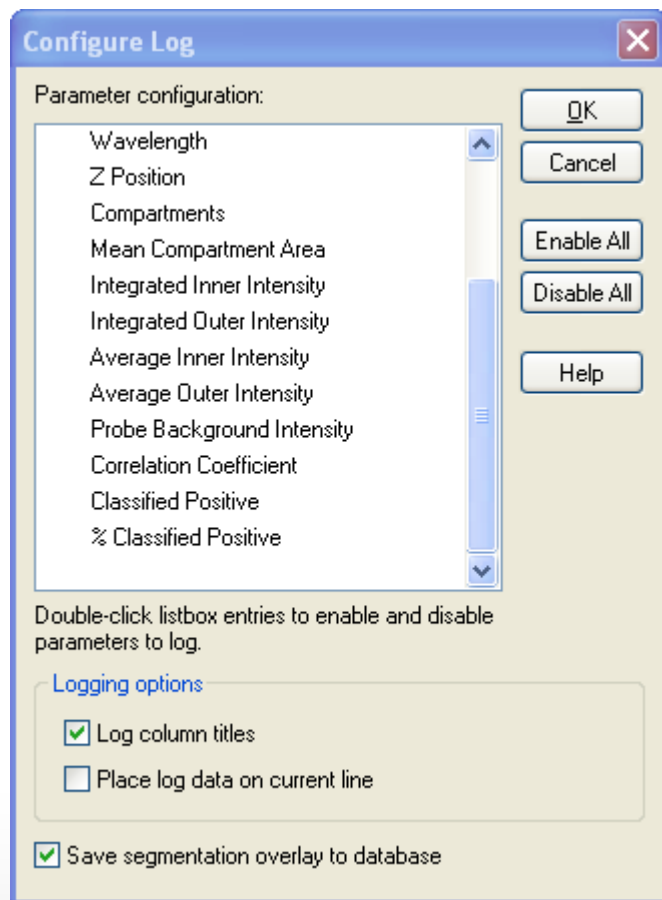 Configure Log
Parameter configuration:
Wavelength
Z Position
Compartments
Mean Compartment Area
Integrated Inner Intensity
Integrated Outer Intensity
Average Inner Intensity
Average Outer Intensity
Probe Background Intensity
Correlation Coefficient
Classified Positive
% Classified Positive
OK
Cancel
Enable All
Disable All
Help
Double-click listbox entries to enable and disable
parameters to log.
Logging options
Log column titles
Place log data on current line
Save segmentation overlay to database